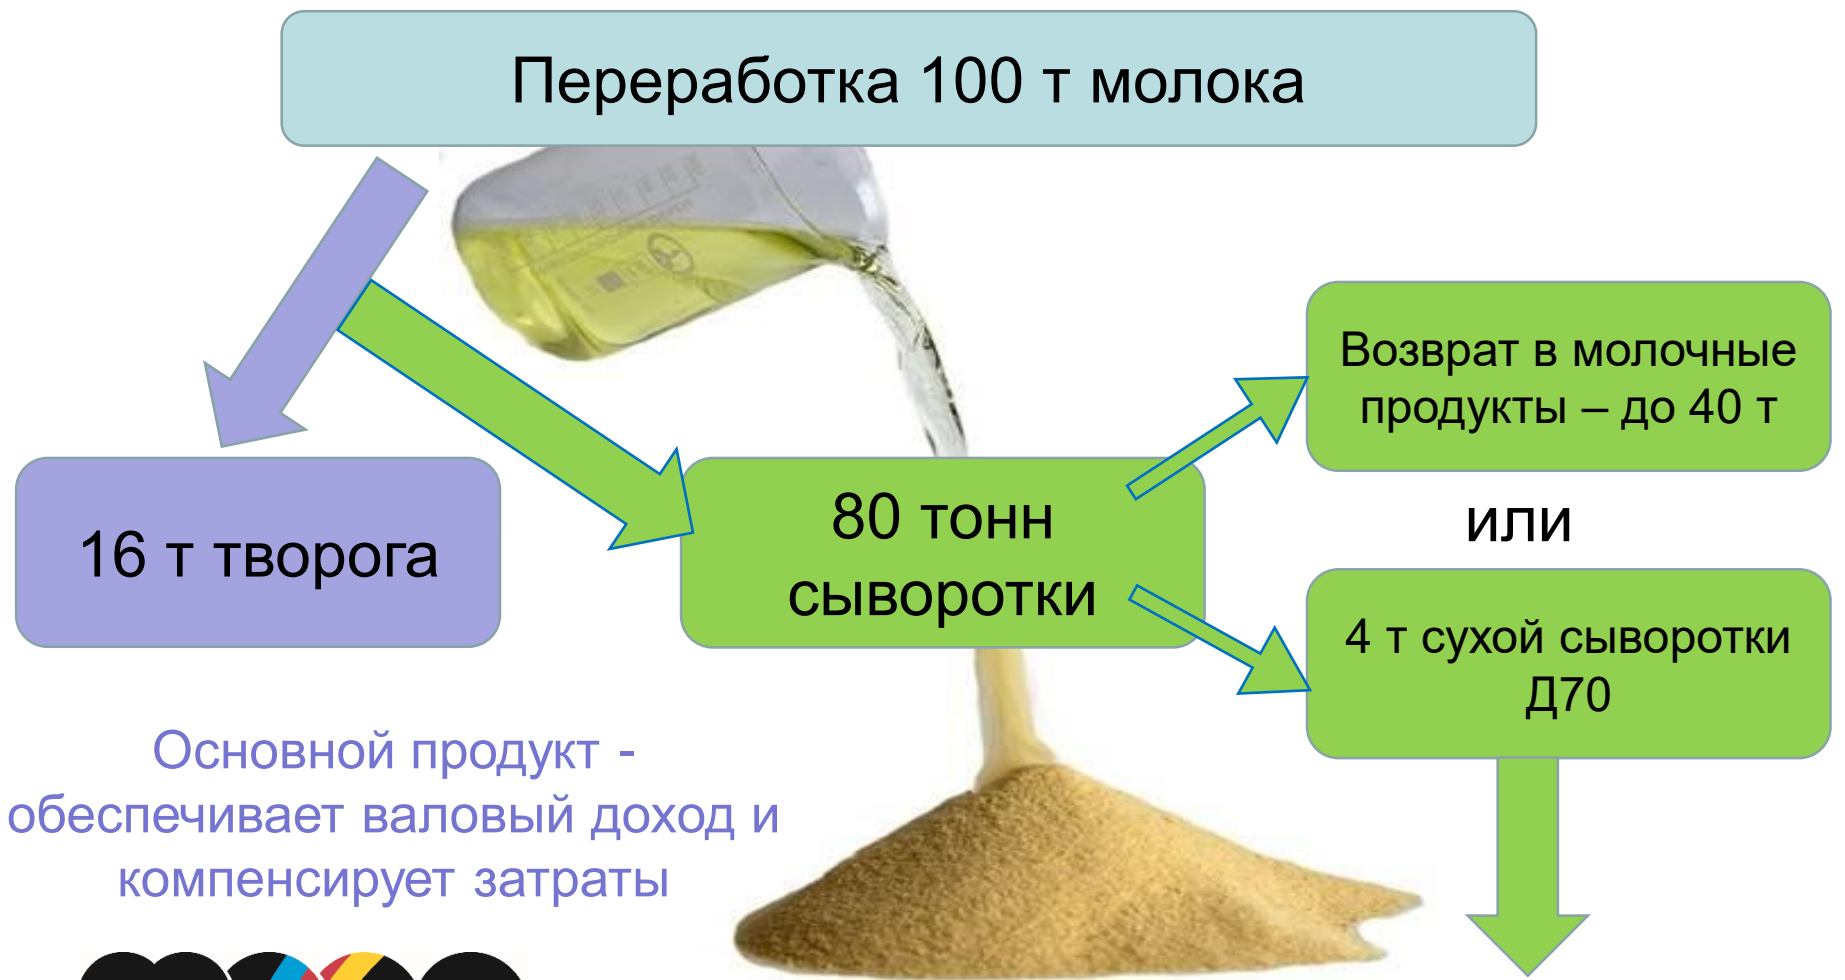 Переработка 100 т молока
Возврат в молочные
продукты – до 40 т
или
16 т творога
80 тонн
сыворотки
4 т сухой сыворотки
Д70
Основной продукт -
обеспечивает валовый доход и
компенсирует затраты